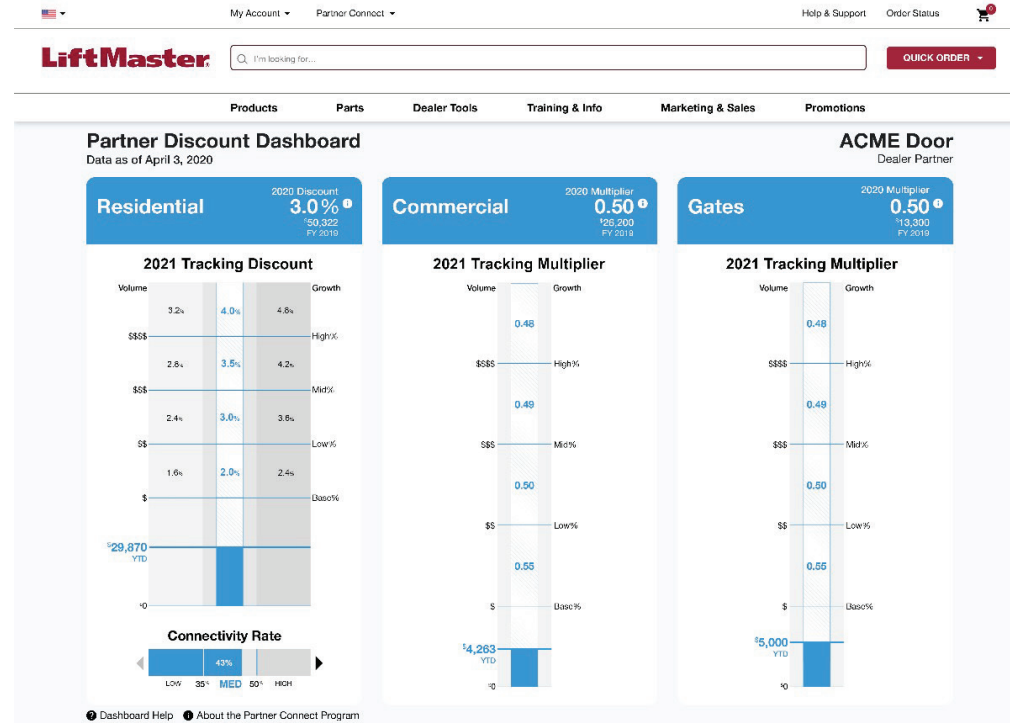 My Account Partner Connect Help & Support Order Status 0
LiftMaster I'm looking for... QUICK ORDER
Products Parts Dealer Tools Training & Info Marketing & Sales Promotions
Partner Discount Dashboard
Data as of April 3, 2020
ACME Door
Dealer Partner
Residential
2020 Discount
3.0%
$50,322
FY 2019
2021 Tracking Discount
Volume Growth
3.2% 4.0% 4.8%
$$$$ High%
2.8% 3.5% 4.2%
$$$ Mid%
2.4% 3.0% 3.6%
$$ Low%
1.6% 2.0% 2.4%
$ Base%
$29,870
YTD
$0
Connectivity Rate
43%
LOW 35% MED 50% HIGH
Commercial
2020 Multiplier
0.50
$26,200
FY 2019
2021 Tracking Multiplier
Volume Growth
0.48
$$$$ High%
0.49
$$$ Mid%
0.50
$$ Low%
0.55
$ Base%
$4,263
YTD
$0
Gates
2020 Multiplier
0.50
$13,300
FY 2019
2021 Tracking Multiplier
Volume Growth
0.48
$$$$ High%
0.49
$$$ Mid%
0.50
$$ Low%
0.55
$ Base%
$5,000
YTD
$0
Dashboard Help About the Partner Connect Program